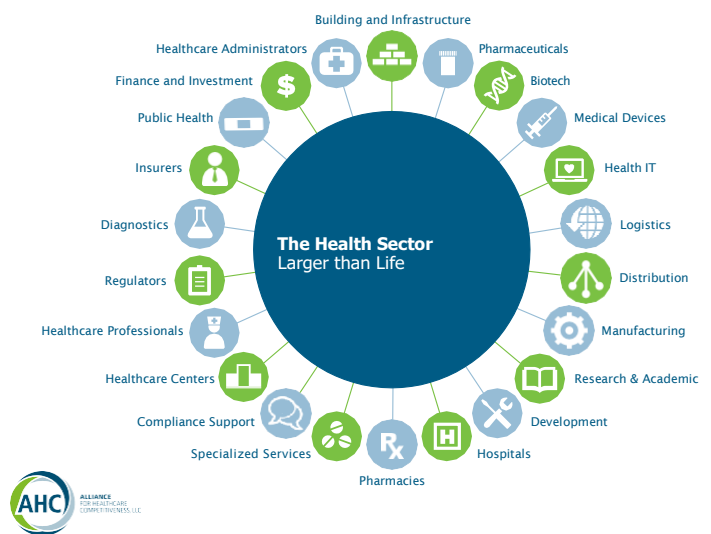 Building and Infrastructure
Healthcare Administrators
Pharmaceuticals
Finance and Investment
$
Biotech
Public Health
Medical Devices
Insurers
Health IT
Diagnostics
Logistics
The Health Sector
Larger than Life
Regulators
Distribution
Healthcare Professionals
Manufacturing
Healthcare Centers
Research & Academic
Compliance Support
Development
Specialized Services
Rx
H
Hospitals
Pharmacies
AHC
ALLIANCE
FOR HEALTHCARE
COMPETITIVENESS, LLC